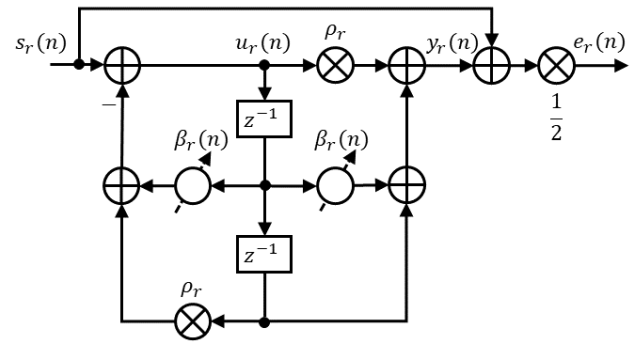 s_r(n) u_r(n) ρ_r y_r(n) e_r(n)
−
z⁻¹
1/2
β_r(n) β_r(n)
z⁻¹
ρ_r